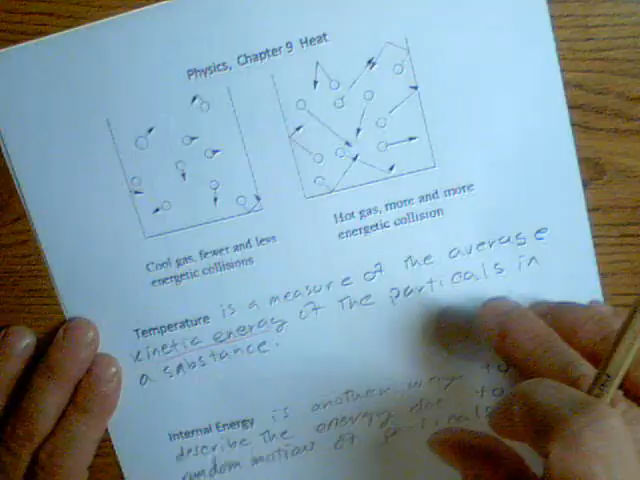 Physics, Chapter 9 Heat
Cool gas, fewer and less
energetic collisions
Hot gas, more and more
energetic collision
Temperature is a measure of the average
kinetic energy of the particals in
a substance.
Internal Energy is another way to
describe the energy due to
random motions of particals